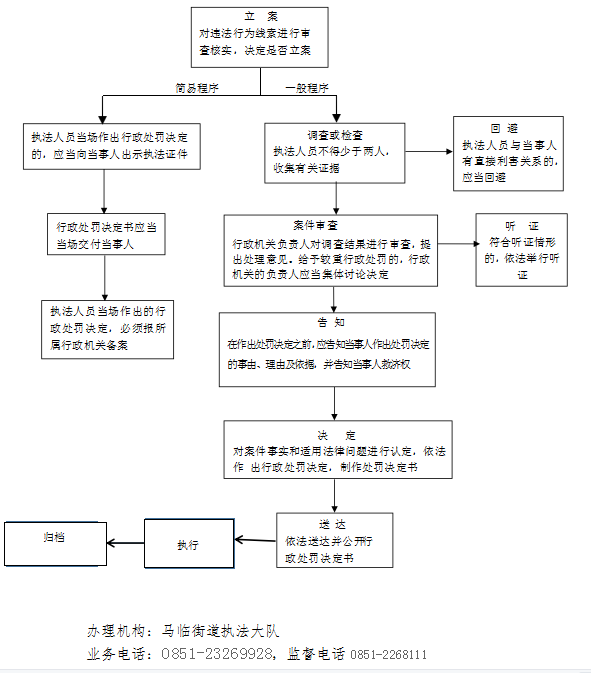 立 案
对违法行为线索进行审
查核实，决定是否立案
简易程序
一般程序
执法人员当场作出行政处罚决定
的，应当向当事人出示执法证件
调查或检查
执法人员不得少于两人，
收集有关证据
回 避
执法人员与当事人
有直接利害关系的，
应当回避
行政处罚决定书应当
当场交付当事人
案件审查
行政机关负责人对调查结果进行审查，提
出处理意见。给予较重行政处罚的，行政
机关的负责人应当集体讨论决定
听 证
符合听证情形
的，依法举行听
证
执法人员当场作出的行
政处罚决定，必须报所
属行政机关备案
告 知
在作出处罚决定之前，应告知当事人作出处罚决定
的事由、理由及依据，并告知当事人救济权
决 定
对案件事实和适用法律问题进行认定，依法
作 出行政处罚决定，制作处罚决定书
送 达
依法送达并公开行
政处罚决定书
执行
归档
办理机构：马临街道执法大队
业务电话：0851-23269928，监督电话 0851-2268111